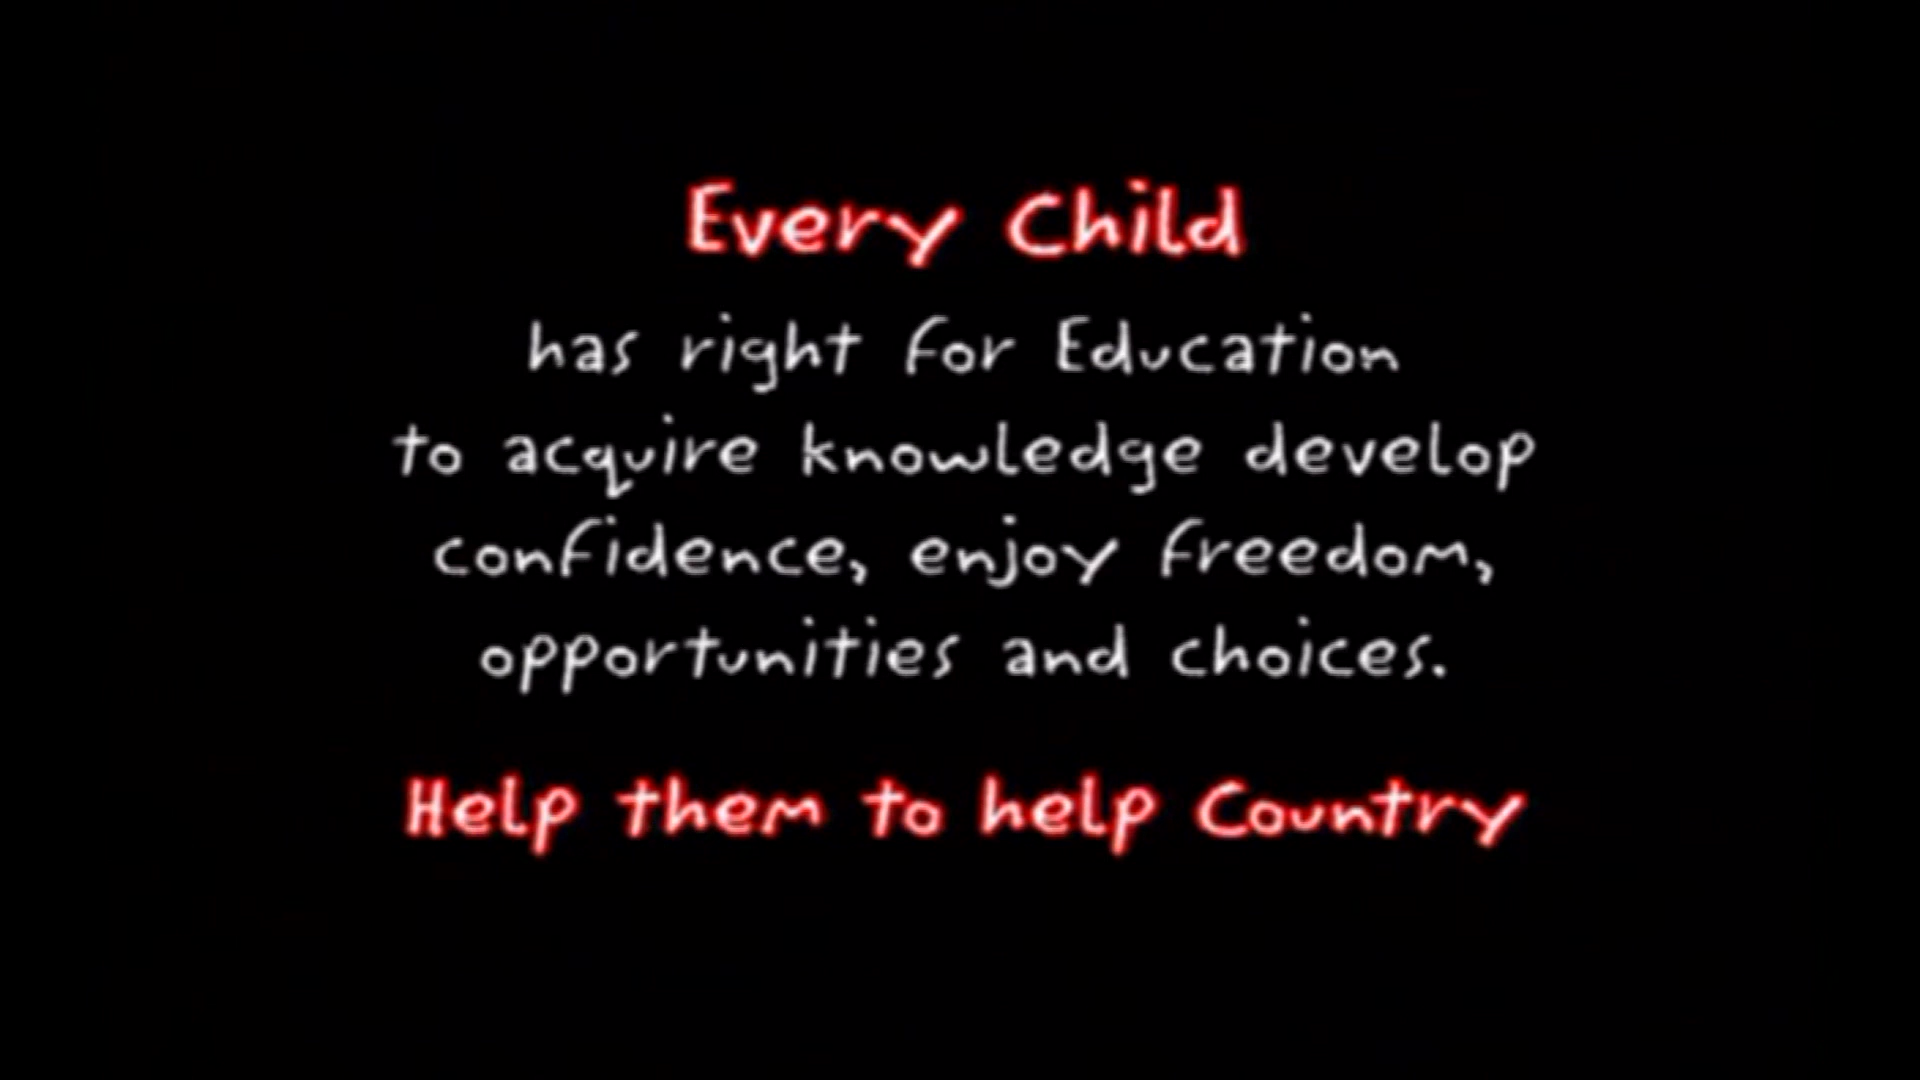 Every Child
has right for Education
to acquire knowledge develop
confidence, enjoy freedom,
opportunities and choices.
Help them to help Country